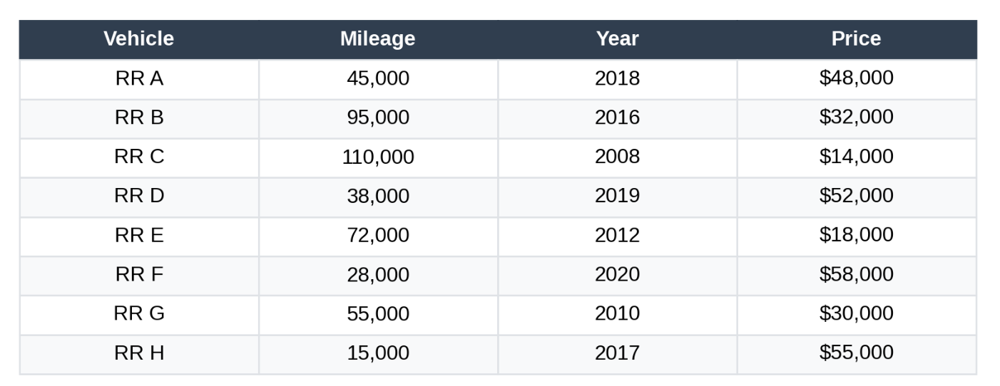 Vehicle Mileage Year Price
RR A 45,000 2018 $48,000
RR B 95,000 2016 $32,000
RR C 110,000 2008 $14,000
RR D 38,000 2019 $52,000
RR E 72,000 2012 $18,000
RR F 28,000 2020 $58,000
RR G 55,000 2010 $30,000
RR H 15,000 2017 $55,000